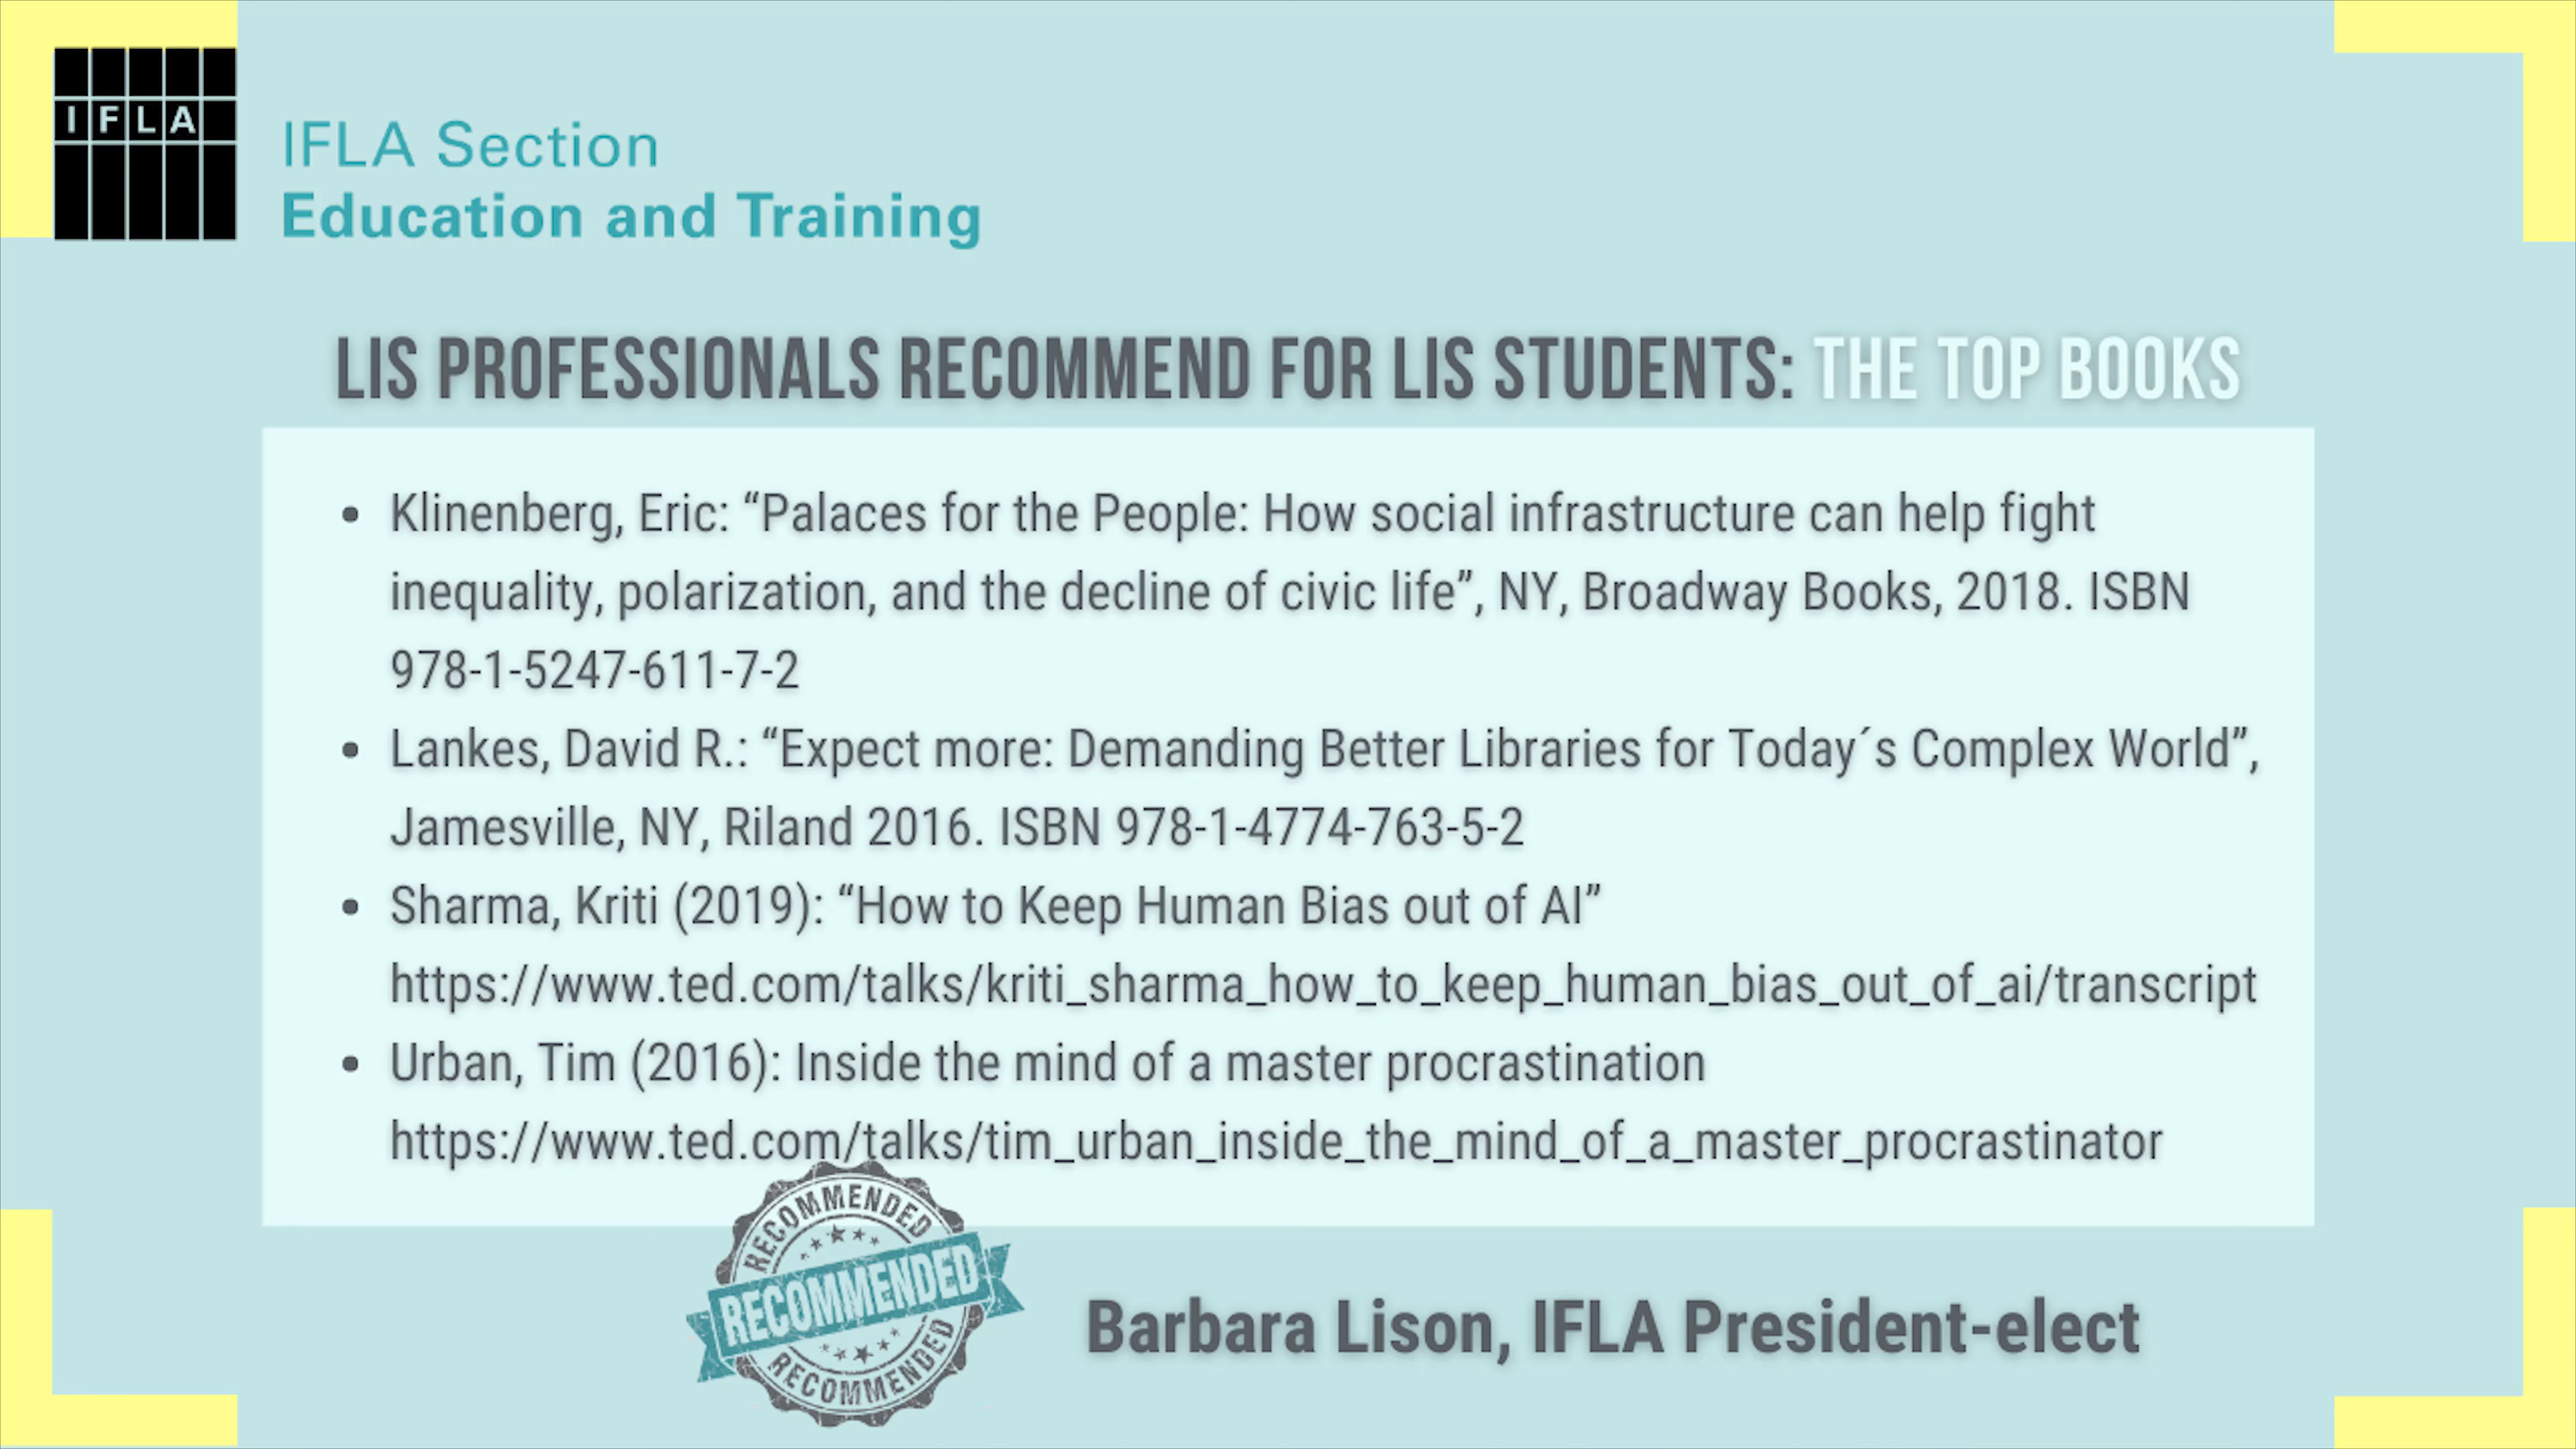 IFLA
IFLA Section
Education and Training
LIS PROFESSIONALS RECOMMEND FOR LIS STUDENTS: THE TOP BOOKS
• Klinenberg, Eric: “Palaces for the People: How social infrastructure can help fight
inequality, polarization, and the decline of civic life”, NY, Broadway Books, 2018. ISBN
978-1-5247-611-7-2
• Lankes, David R.: “Expect more: Demanding Better Libraries for Today´s Complex World”,
Jamesville, NY, Riland 2016. ISBN 978-1-4774-763-5-2
• Sharma, Kriti (2019): “How to Keep Human Bias out of AI”
https://www.ted.com/talks/kriti_sharma_how_to_keep_human_bias_out_of_ai/transcript
• Urban, Tim (2016): Inside the mind of a master procrastination
https://www.ted.com/talks/tim_urban_inside_the_mind_of_a_master_procrastinator
RECOMMENDED
RECOMMENDED
RECOMMENDED
Barbara Lison, IFLA President-elect